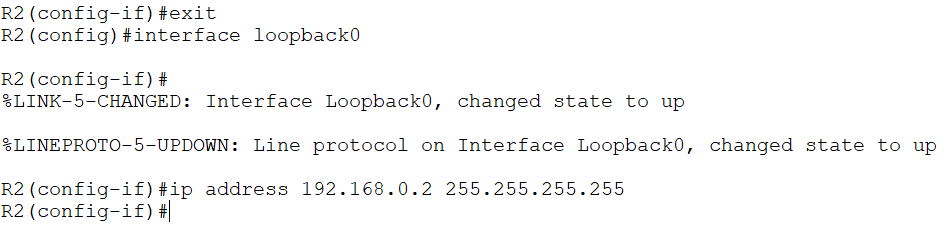 R2(config-if)#exit
R2(config)#interface loopback0
R2(config-if)#
%LINK-5-CHANGED: Interface Loopback0, changed state to up
%LINEPROTO-5-UPDOWN: Line protocol on Interface Loopback0, changed state to up
R2(config-if)#ip address 192.168.0.2 255.255.255.255
R2(config-if)#